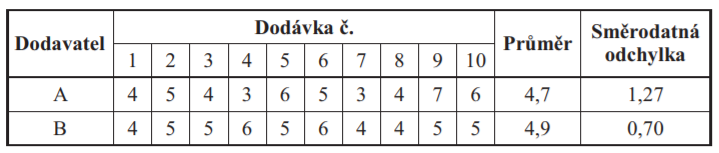 Dodavatel Dodávka č. Průměr Směrodatná odchylka
1 2 3 4 5 6 7 8 9 10
A 4 5 4 3 6 5 3 4 7 6 4,7 1,27
B 4 5 5 6 5 6 4 4 5 5 4,9 0,70